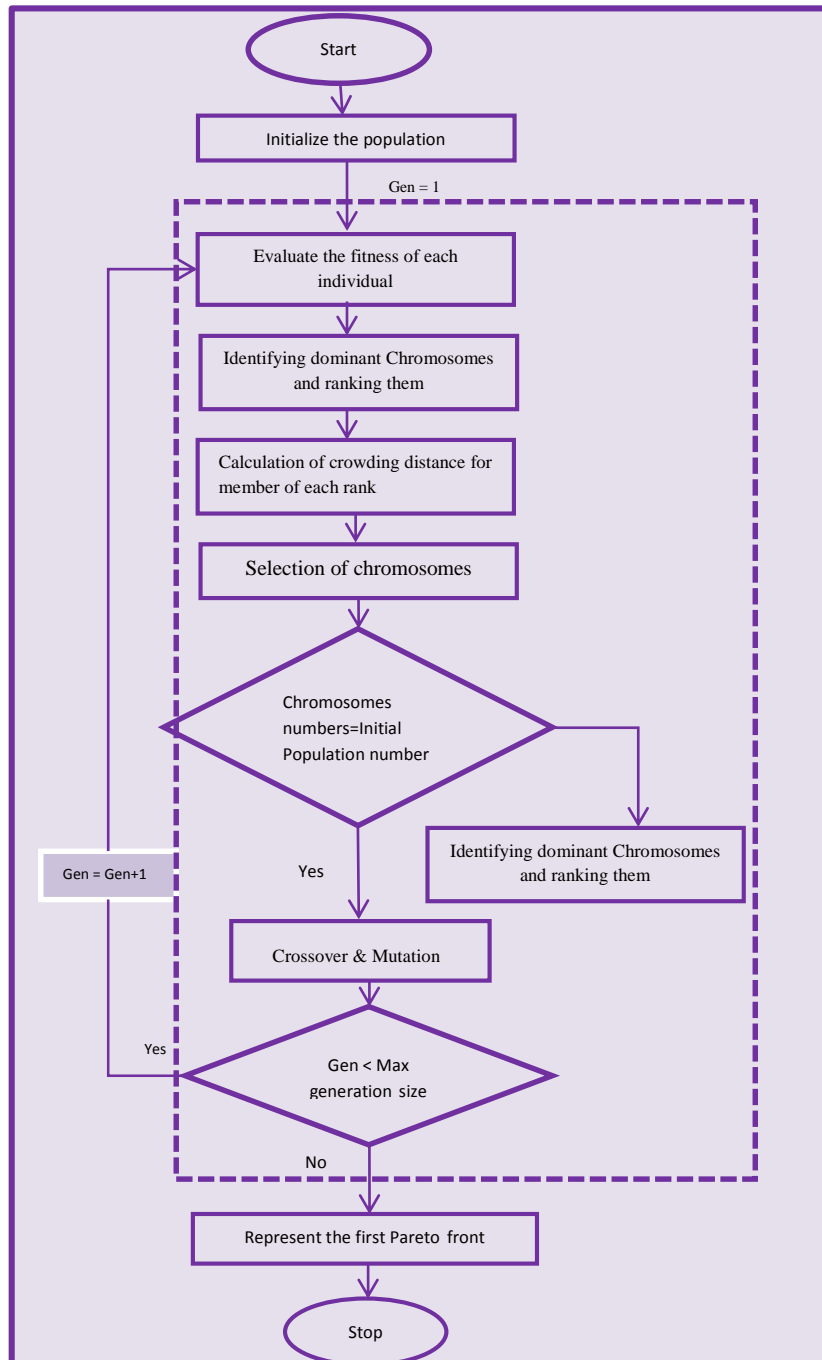 Start
Initialize the population
Gen = 1
Evaluate the fitness of each
individual
Identifying dominant Chromosomes
and ranking them
Calculation of crowding distance for
member of each rank
Selection of chromosomes
Chromosomes
numbers=Initial
Population number
Identifying dominant Chromosomes
and ranking them
Yes
Gen = Gen+1
Crossover & Mutation
Yes
Gen < Max
generation size
No
Represent the first Pareto front
Stop